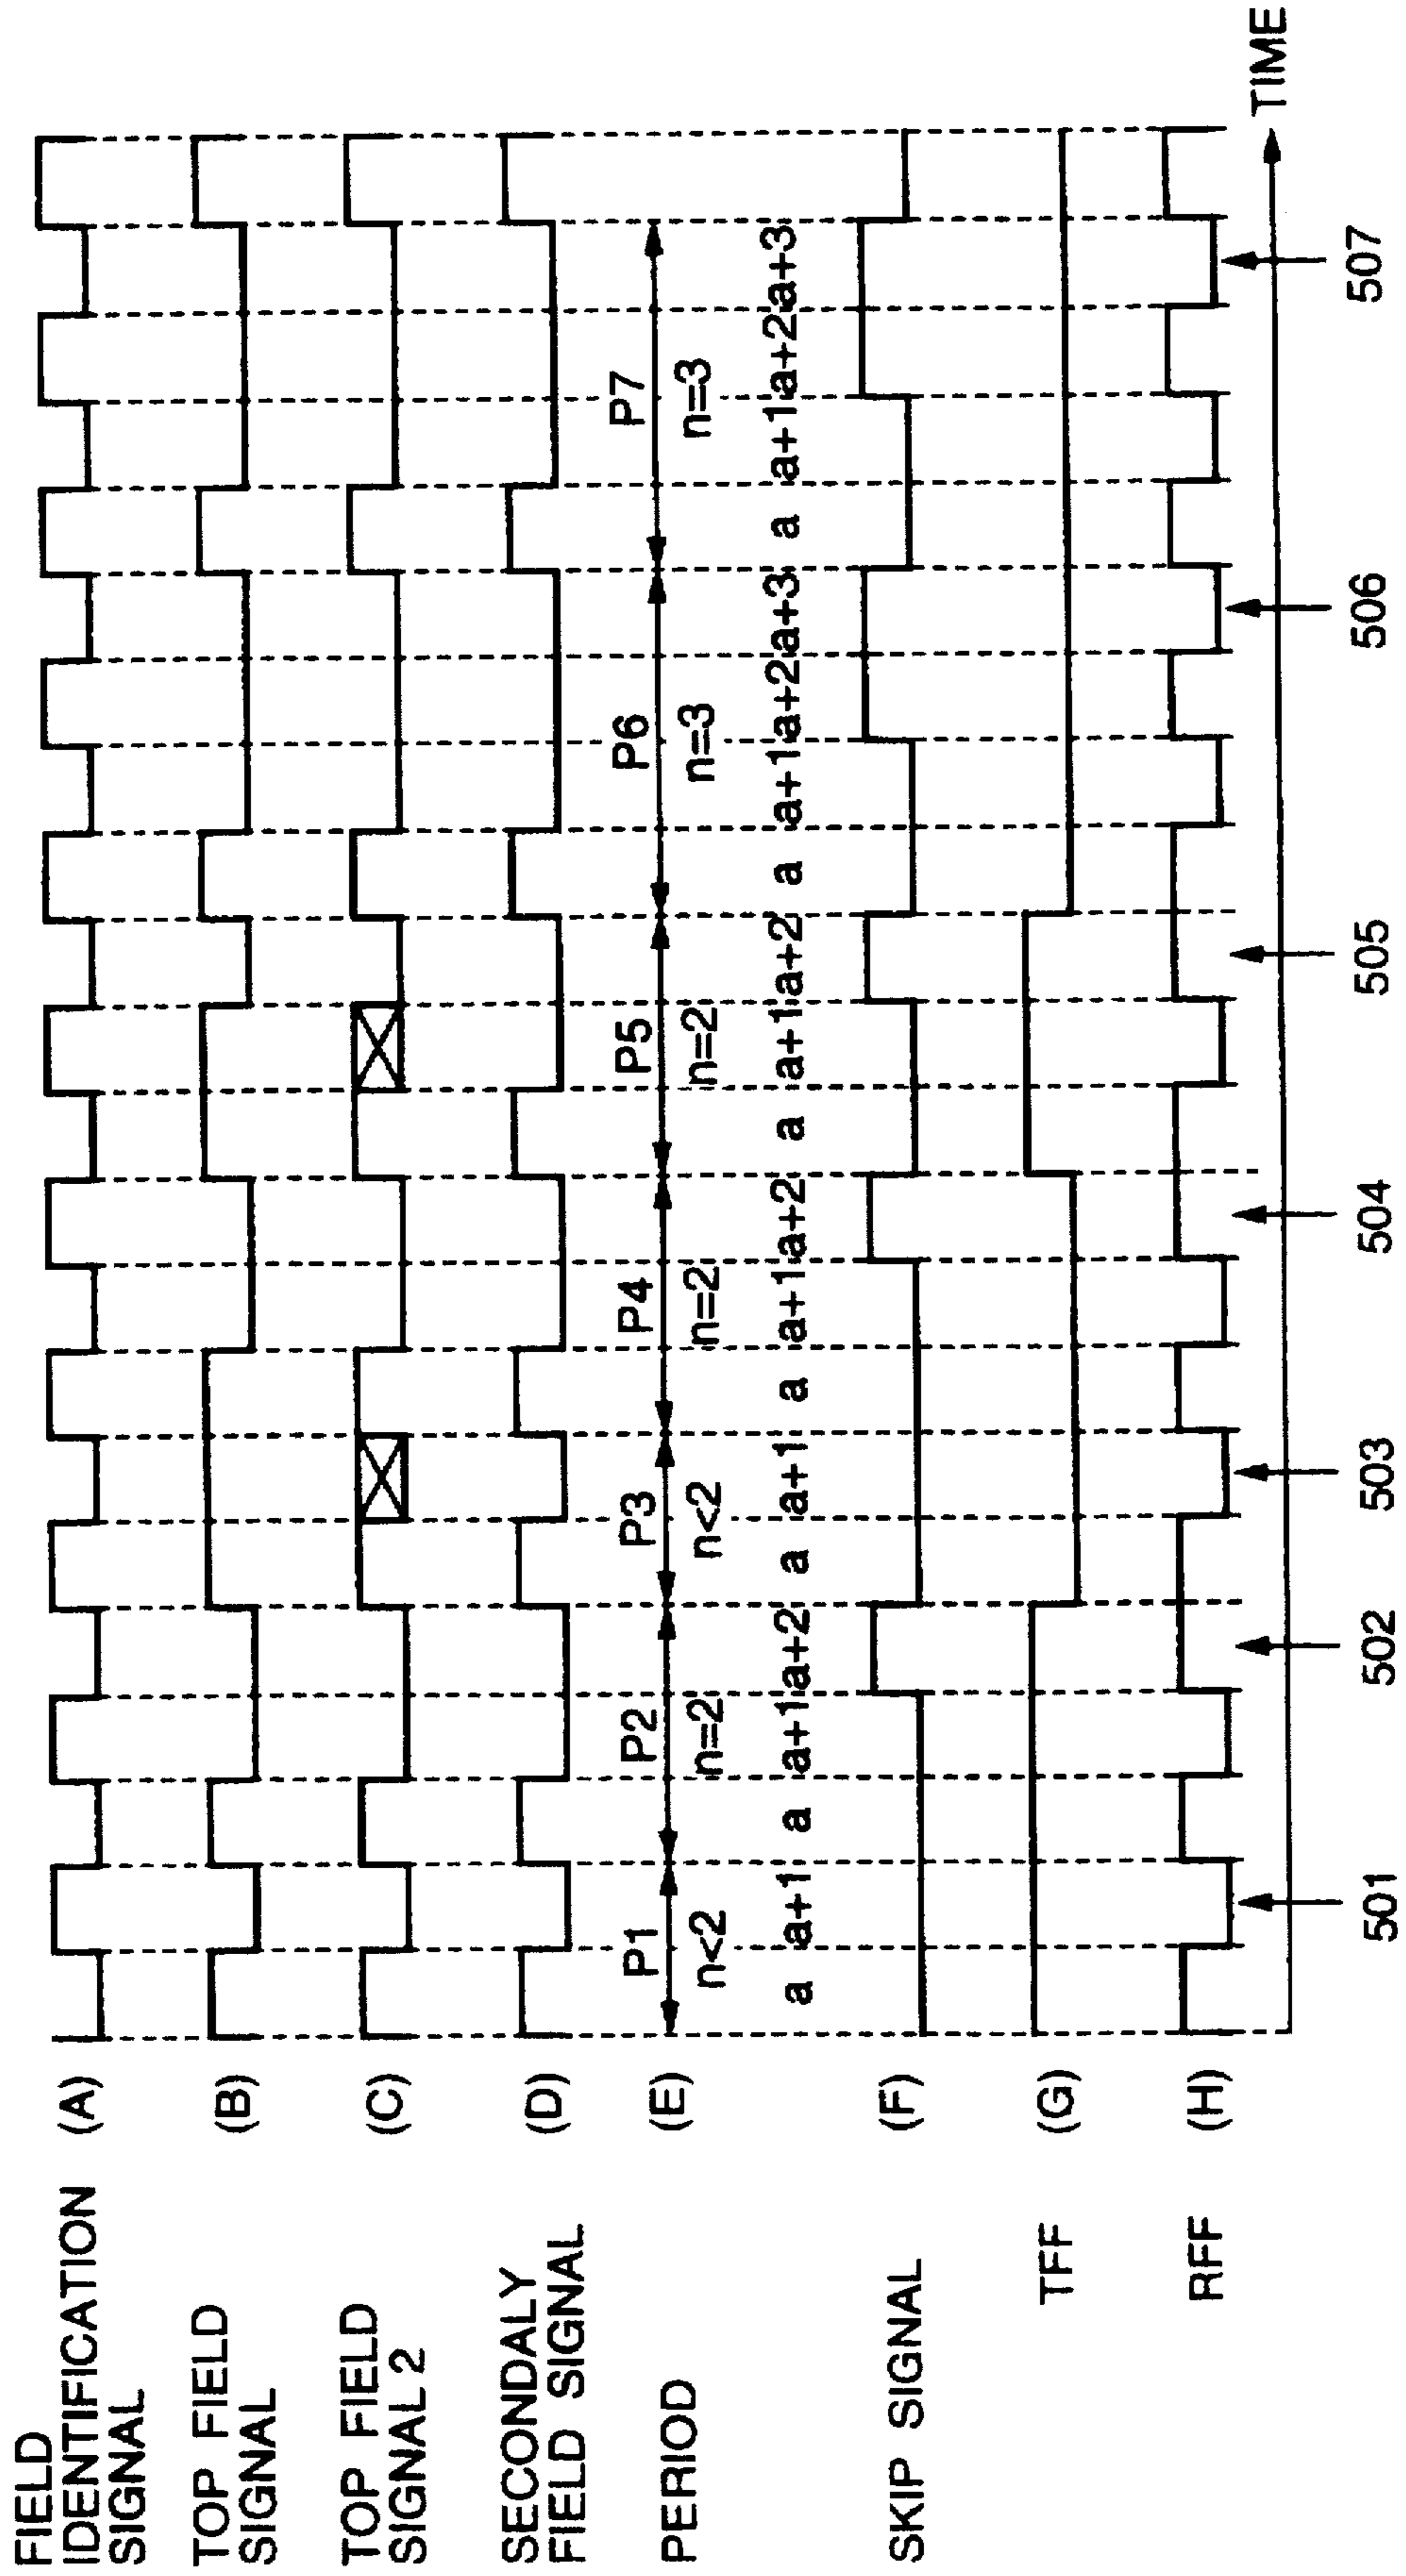 FIELD
IDENTIFICATION (A)
SIGNAL
TOP FIELD (B)
SIGNAL
TOP FIELD (C)
SIGNAL 2
SECONDALY (D)
FIELD SIGNAL
PERIOD (E)
P1 P2 P3 P4 P5 P6 P7
n<2 n=2 n<2 n=2 n=2 n=3 n=3
a a+1 a a+1 a+2 a a+1 a a+1 a+2 a a+1 a+2 a a+1 a+2 a+3 a a+1 a+2 a+3
SKIP SIGNAL (F)
TFF (G)
RFF (H)
TIME
501 502 503 504 505 506 507